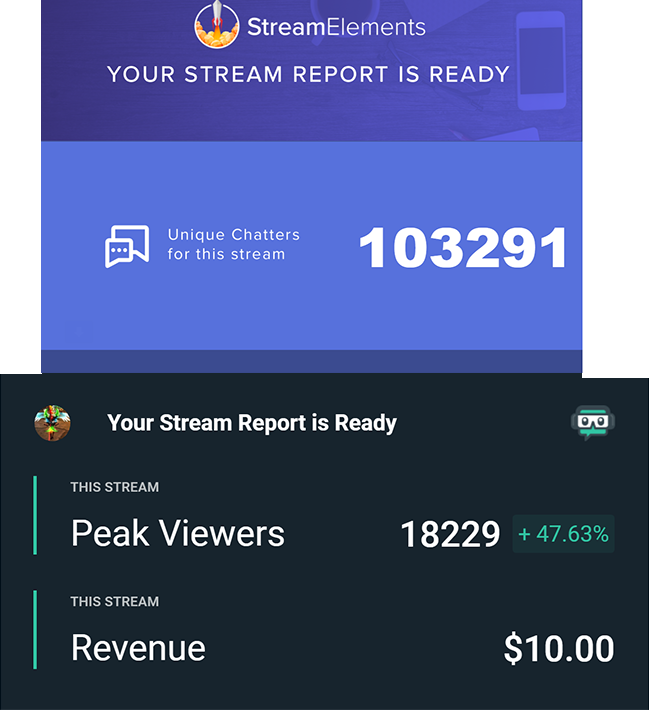 StreamElements
YOUR STREAM REPORT IS READY
Unique Chatters
for this stream
103291
Your Stream Report is Ready
THIS STREAM
Peak Viewers
18229
+ 47.63%
THIS STREAM
Revenue
$10.00